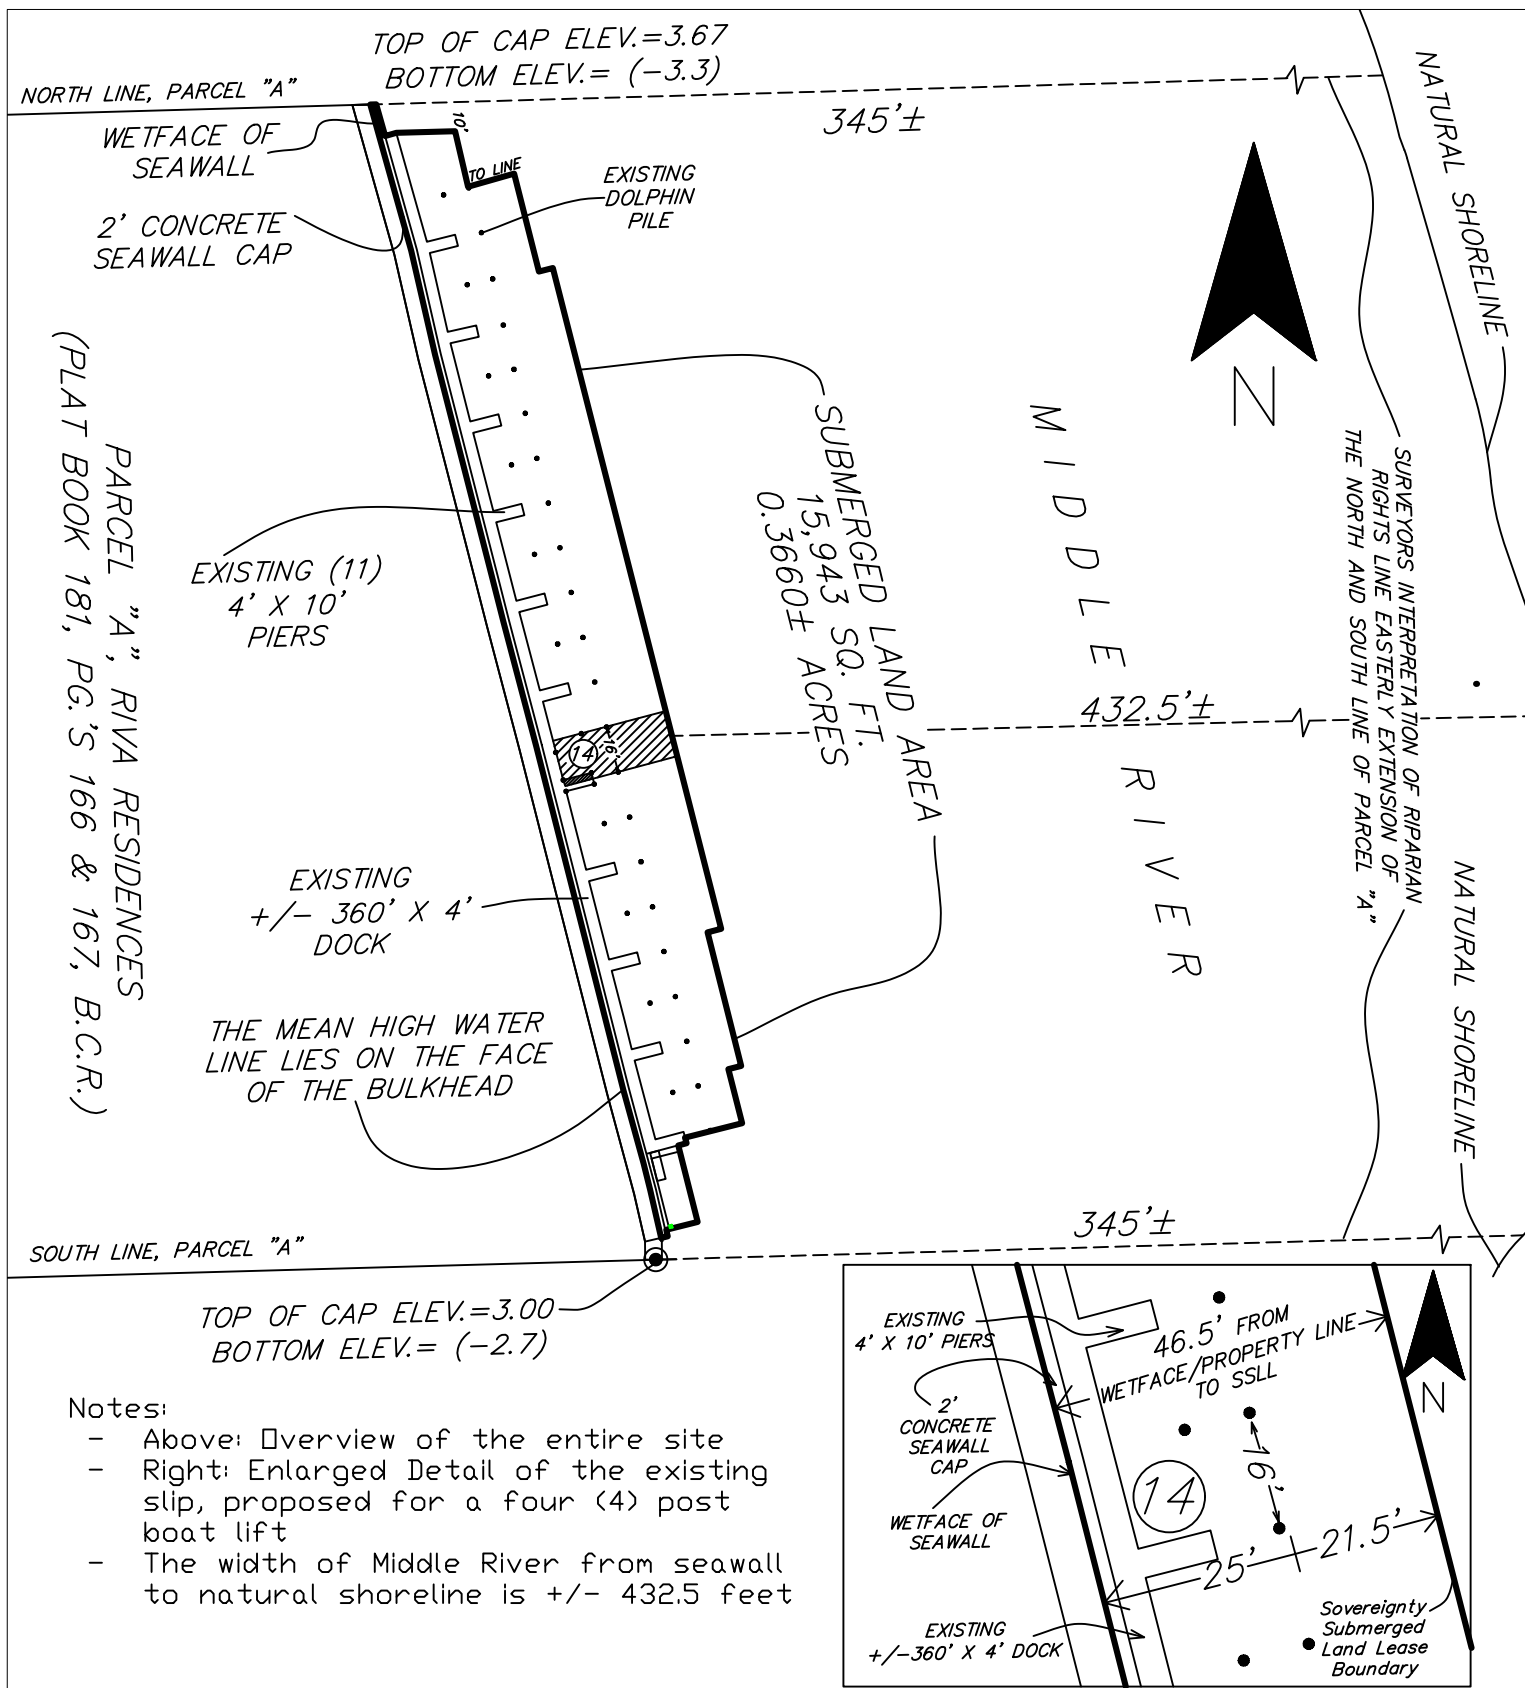 TOP OF CAP ELEV.=3.67
BOTTOM ELEV.= (-3.3)
NORTH LINE, PARCEL "A"
345'±
WETFACE OF
SEAWALL
10'
TO LINE
EXISTING
DOLPHIN
PILE
2' CONCRETE
SEAWALL CAP
NATURAL SHORELINE
N
PARCEL "A", RIVA RESIDENCES
(PLAT BOOK 181, PG.'S 166 & 167, B.C.R.)
SUBMERGED LAND AREA
15,943 SQ. FT.
0.3660± ACRES
MIDDLE RIVER
SURVEYORS INTERPRETATION OF RIPARIAN
RIGHTS LINE EASTERLY EXTENSION OF
THE NORTH AND SOUTH LINE OF PARCEL "A"
EXISTING (11)
4' X 10'
PIERS
432.5'±
14
16'
EXISTING
+/- 360' X 4'
DOCK
NATURAL SHORELINE
THE MEAN HIGH WATER
LINE LIES ON THE FACE
OF THE BULKHEAD
345'±
SOUTH LINE, PARCEL "A"
TOP OF CAP ELEV.=3.00
BOTTOM ELEV.= (-2.7)
EXISTING
4' X 10' PIERS
46.5' FROM
WETFACE/PROPERTY LINE
TO SSLL
N
2'
CONCRETE
SEAWALL
CAP
14
16'
WETFACE OF
SEAWALL
25'
21.5'
EXISTING
+/-360' X 4' DOCK
Sovereignty
Submerged
Land Lease
Boundary
Notes:
- Above: Overview of the entire site
- Right: Enlarged Detail of the existing
slip, proposed for a four (4) post
boat lift
- The width of Middle River from seawall
to natural shoreline is +/- 432.5 feet